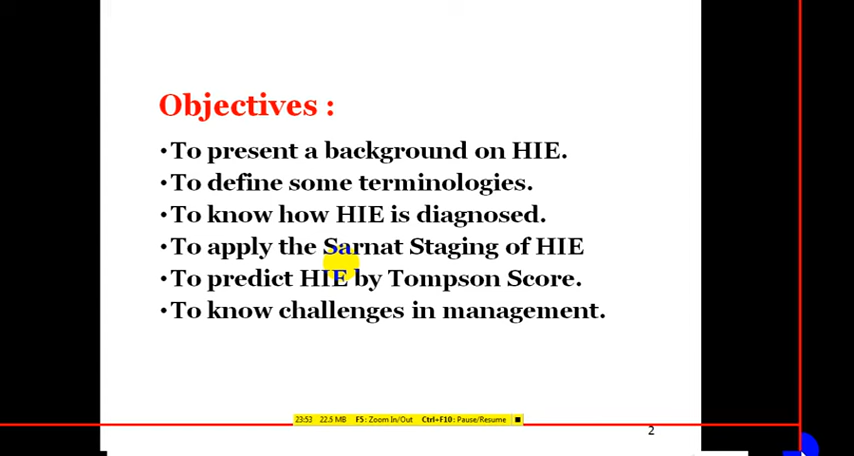 Objectives :
•To present a background on HIE.
•To define some terminologies.
•To know how HIE is diagnosed.
•To apply the Sarnat Staging of HIE
•To predict HIE by Tompson Score.
•To know challenges in management.
23:53 22.5 MB F5: Zoom In/Out Ctrl+F10: Pause/Resume
2